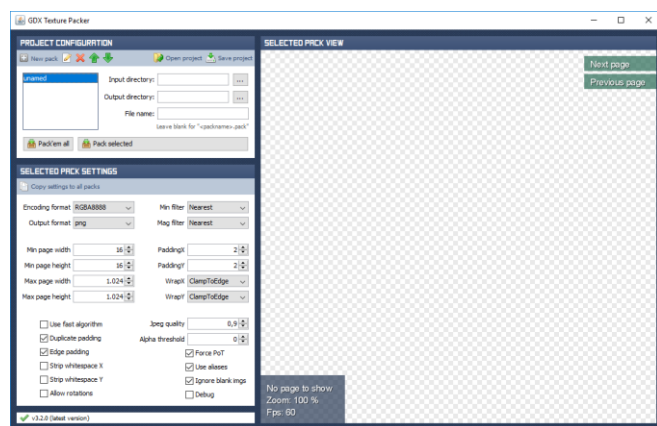 GDX Texture Packer
PROJECT CONFIGURATION
New pack Open project Save project
unnamed
Input directory: ...
Output directory: ...
File name:
Leave blank for "<packname>.pack"
Pack'em all Pack selected
SELECTED PACK SETTINGS
Copy settings to all packs
Encoding format RGBA8888 Min filter Nearest
Output format png Mag filter Nearest
Min page width 16 PaddingX 2
Min page height 16 PaddingY 2
Max page width 1.024 WrapX ClampToEdge
Max page height 1.024 WrapY ClampToEdge
Use fast algorithm Jpeg quality 0,9
Duplicate padding Alpha threshold 0
Edge padding Force PoT
Strip whitespace X Use aliases
Strip whitespace Y Ignore blank imgs
Allow rotations Debug
v3.2.0 (latest version)
SELECTED PACK VIEW
Next page
Previous page
No page to show
Zoom: 100 %
Fps: 60